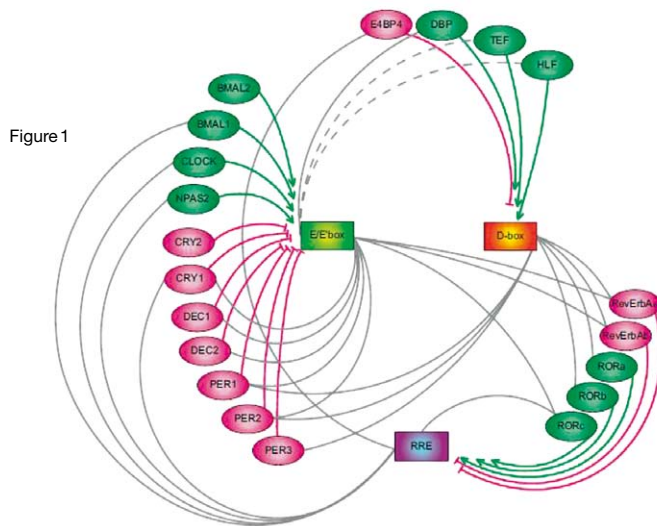 E4BP4
DBP
TEF
HLF
BMAL2
Figure 1
BMAL1
CLOCK
NPAS2
CRY2
E/E'box
D-box
CRY1
DEC1
RevErbAa
RevErbAb
DEC2
RORa
PER1
RORb
PER2
RORc
PER3
RRE